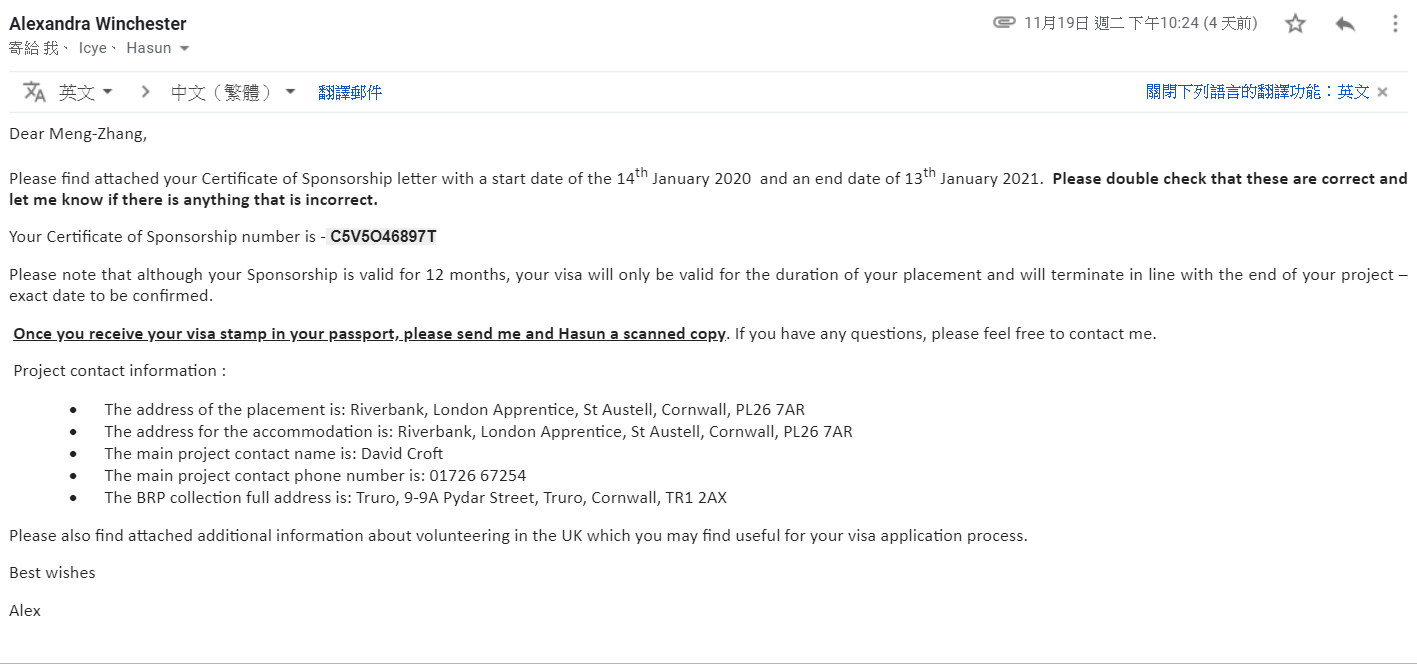 Alexandra Winchester
11月19日 週二 下午10:24 (4 天前)
寄給 我、 Icye、 Hasun
英文 > 中文（繁體） 翻譯郵件 關閉下列語言的翻譯功能：英文 ×
Dear Meng-Zhang,
Please find attached your Certificate of Sponsorship letter with a start date of the 14th January 2020 and an end date of 13th January 2021. Please double check that these are correct and
let me know if there is anything that is incorrect.
Your Certificate of Sponsorship number is - C5V5O46897T
Please note that although your Sponsorship is valid for 12 months, your visa will only be valid for the duration of your placement and will terminate in line with the end of your project –
exact date to be confirmed.
Once you receive your visa stamp in your passport, please send me and Hasun a scanned copy. If you have any questions, please feel free to contact me.
Project contact information :
• The address of the placement is: Riverbank, London Apprentice, St Austell, Cornwall, PL26 7AR
• The address for the accommodation is: Riverbank, London Apprentice, St Austell, Cornwall, PL26 7AR
• The main project contact name is: David Croft
• The main project contact phone number is: 01726 67254
• The BRP collection full address is: Truro, 9-9A Pydar Street, Truro, Cornwall, TR1 2AX
Please also find attached additional information about volunteering in the UK which you may find useful for your visa application process.
Best wishes
Alex